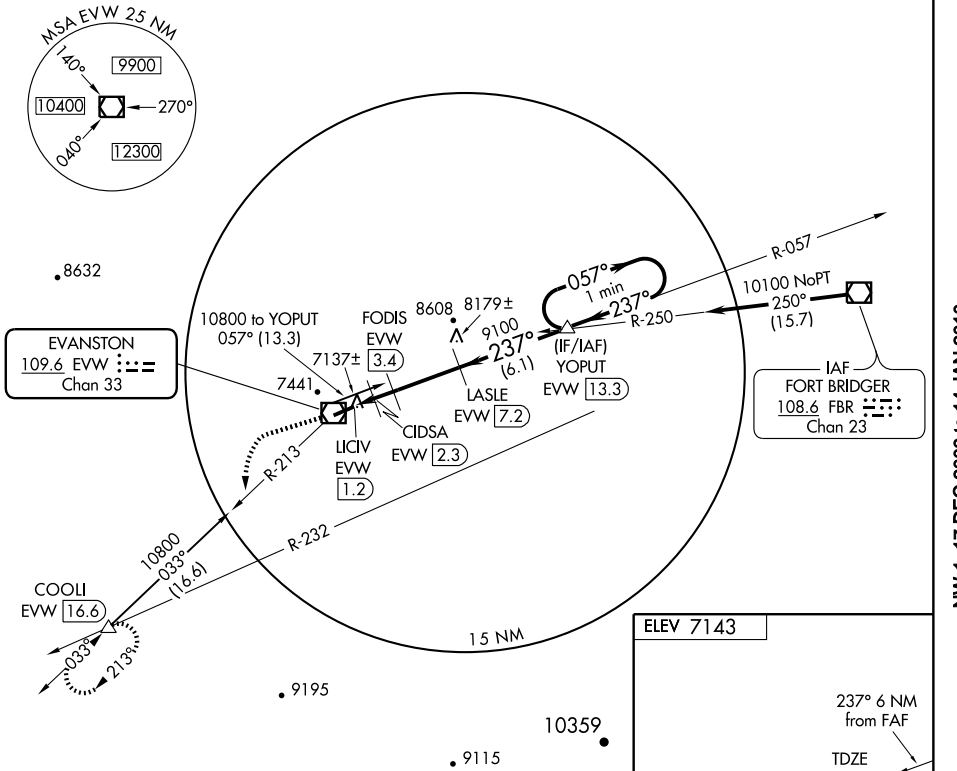 MSA EVW 25 NM
140°
9900
10400
270°
040°
12300
8632
EVANSTON
109.6 EVW
Chan 33
10800 to YOPUT
057° (13.3)
7137±
7441
FODIS
EVW
3.4
8608
8179±
9100
237°
(6.1)
057°
1 min
237°
(IF/IAF)
YOPUT
EVW 13.3
R-057
10100 NoPT
250°
(15.7)
R-250
IAF
FORT BRIDGER
108.6 FBR
Chan 23
LASLE
EVW 7.2
CIDSA
EVW 2.3
LICIV
EVW
1.2
R-213
R-232
10800
033°
(16.6)
COOLI
EVW 16.6
033°
213°
15 NM
9195
9115
10359
ELEV 7143
237° 6 NM
from FAF
TDZE